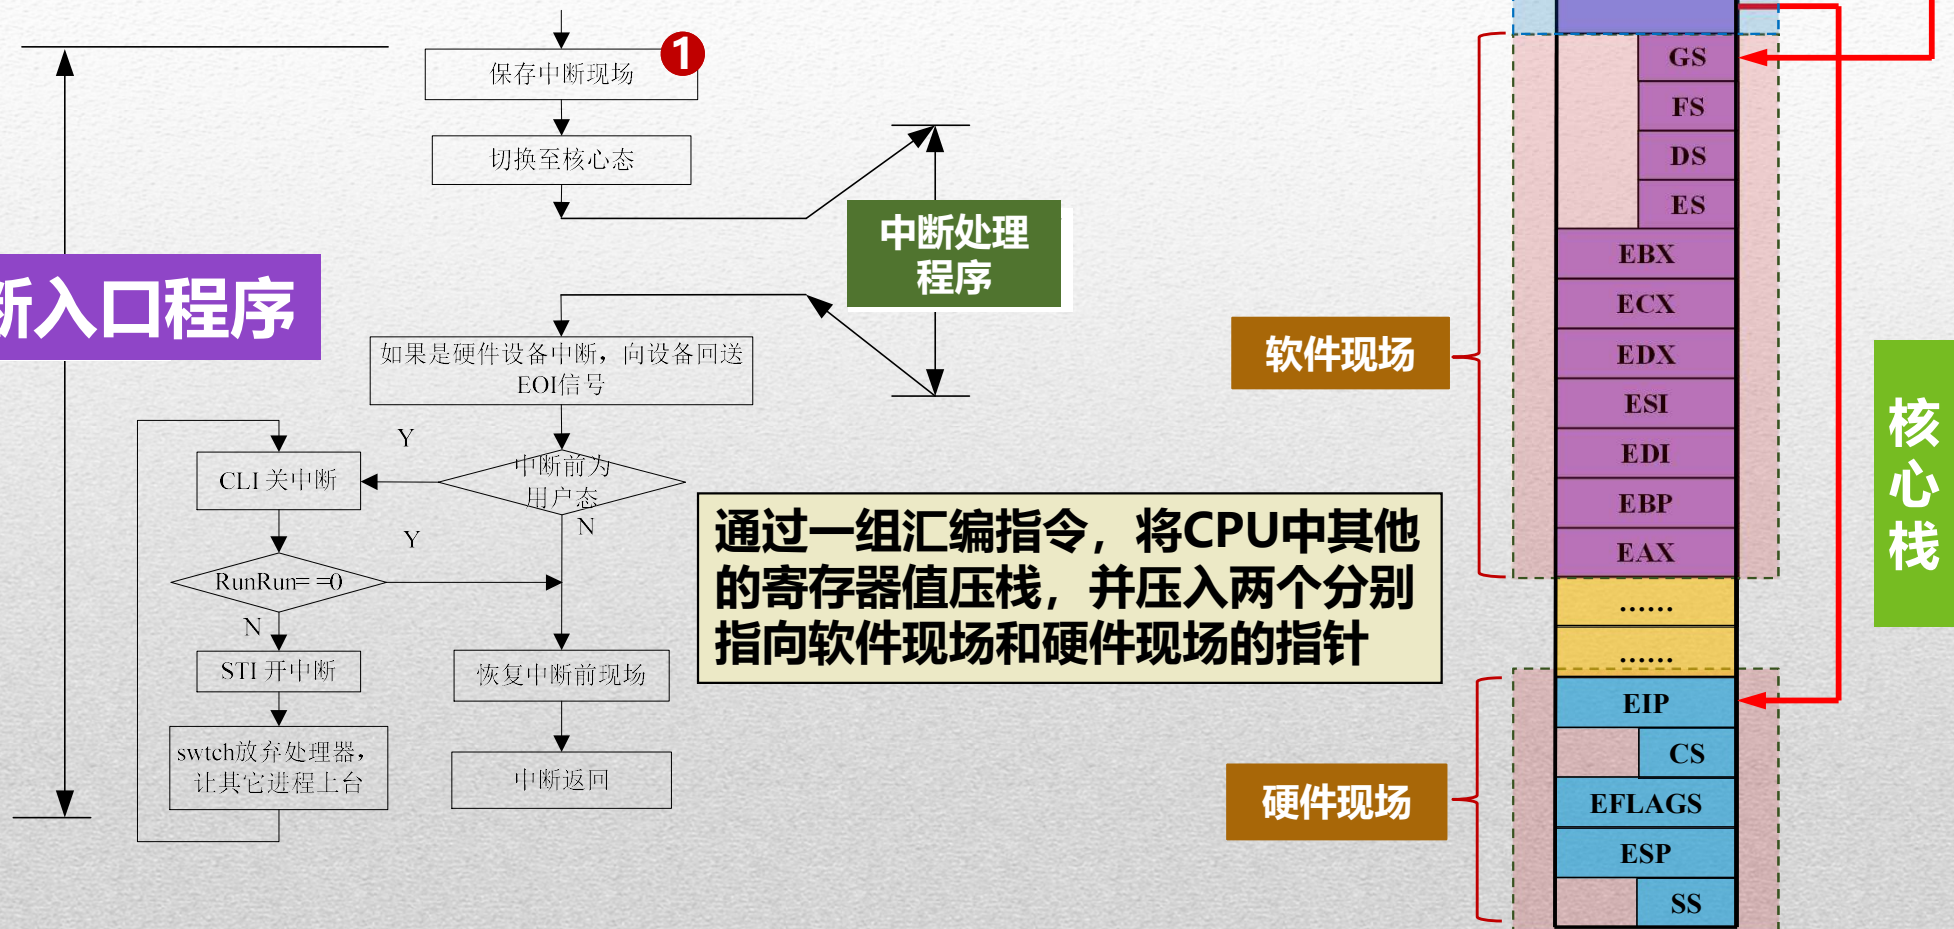 保存中断现场
1
切换至核心态
中断处理
程序
断入口程序
如果是硬件设备中断，向设备回送
EOI信号
Y
中断前为
用户态
N
CLI 关中断
Y
RunRun= =0
N
STI 开中断
swtch放弃处理器，
让其它进程上台
恢复中断前现场
中断返回
通过一组汇编指令，将CPU中其他
的寄存器值压栈，并压入两个分别
指向软件现场和硬件现场的指针
软件现场
硬件现场
GS
FS
DS
ES
EBX
ECX
EDX
ESI
EDI
EBP
EAX
......
......
EIP
CS
EFLAGS
ESP
SS
核
心
栈